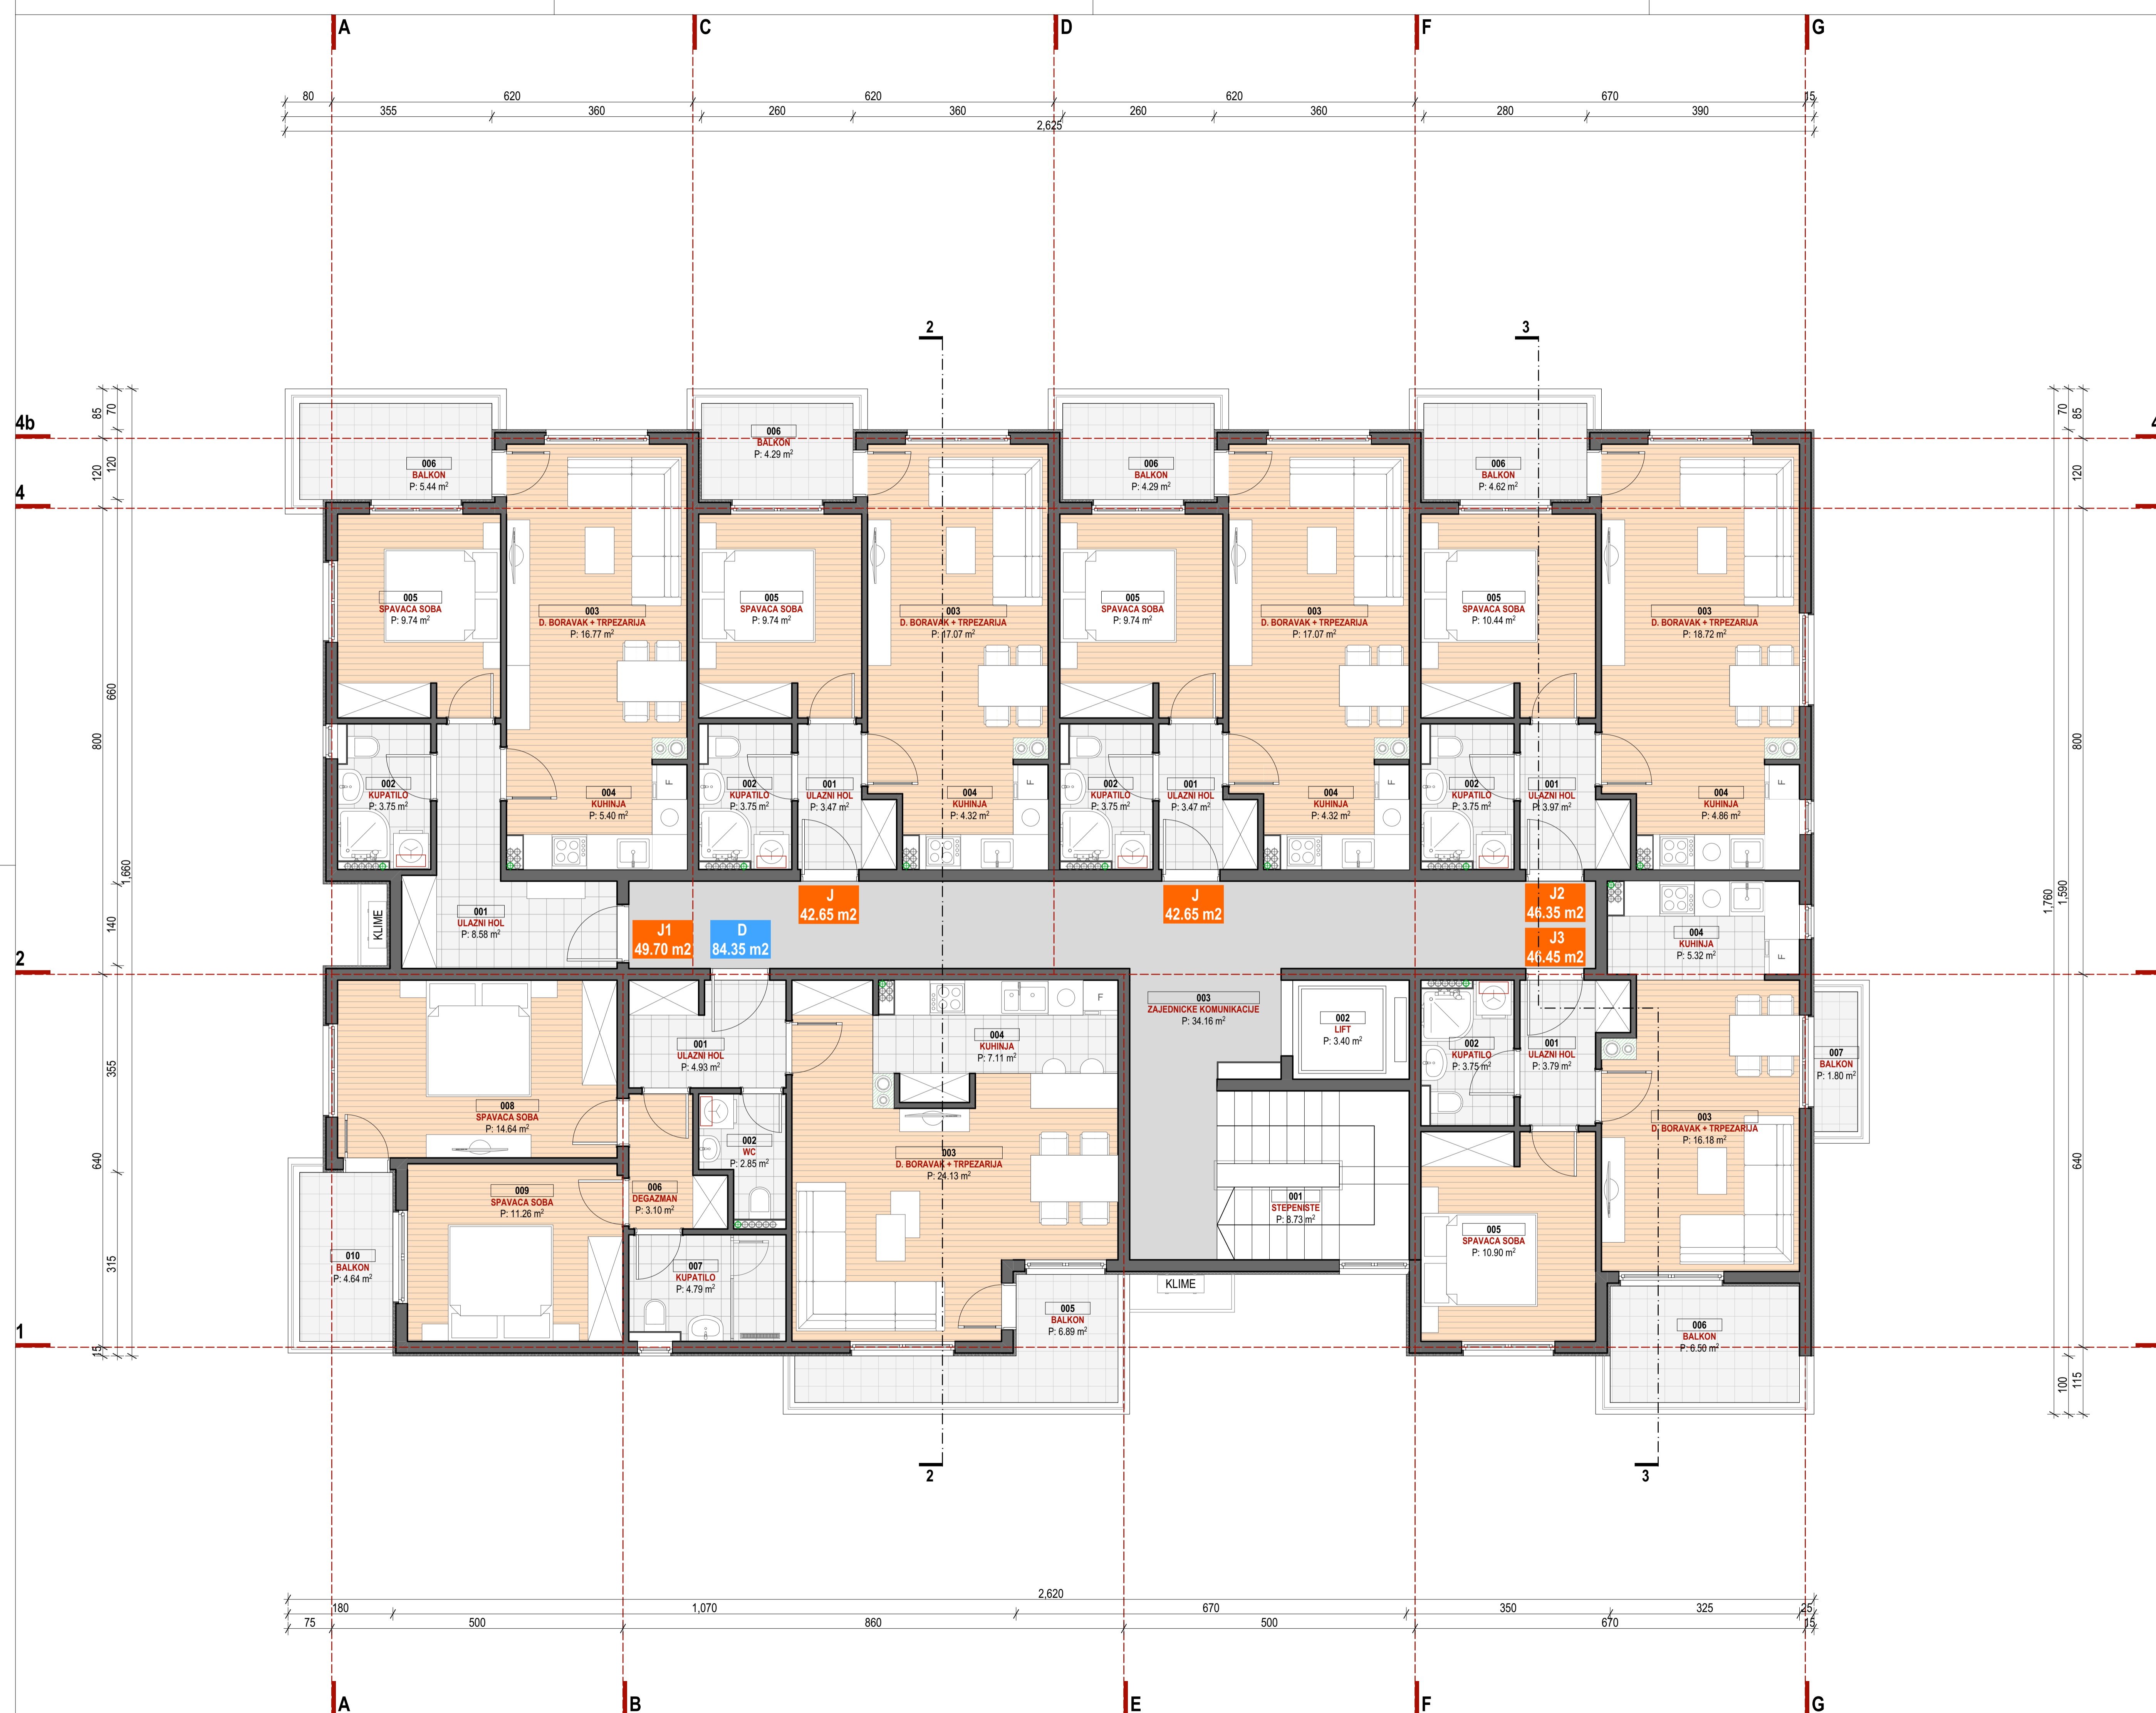 A
C
D
F
G
80
620
620
620
670
15
355
360
260
360
260
360
280
390
2,625
2
3
4b
4
2
1
4
85
70
120
120
660
800
1,660
140
355
640
315
15
70
85
120
800
1,760
1,590
640
100
115
006
BALKON
P: 5.44 m²
006
BALKON
P: 4.29 m²
006
BALKON
P: 4.29 m²
006
BALKON
P: 4.62 m²
005
SPAVACA SOBA
P: 9.74 m²
003
D. BORAVAK + TRPEZARIJA
P: 16.77 m²
005
SPAVACA SOBA
P: 9.74 m²
003
D. BORAVAK + TRPEZARIJA
P: 17.07 m²
005
SPAVACA SOBA
P: 9.74 m²
003
D. BORAVAK + TRPEZARIJA
P: 17.07 m²
005
SPAVACA SOBA
P: 10.44 m²
003
D. BORAVAK + TRPEZARIJA
P: 18.72 m²
002
KUPATILO
P: 3.75 m²
004
KUHINJA
P: 5.40 m²
F
002
KUPATILO
P: 3.75 m²
001
ULAZNI HOL
P: 3.47 m²
004
KUHINJA
P: 4.32 m²
F
002
KUPATILO
P: 3.75 m²
001
ULAZNI HOL
P: 3.47 m²
004
KUHINJA
P: 4.32 m²
F
002
KUPATILO
P: 3.75 m²
001
ULAZNI HOL
P: 3.97 m²
004
KUHINJA
P: 4.86 m²
F
KLIME
001
ULAZNI HOL
P: 8.58 m²
J1
49.70 m2
D
84.35 m2
J
42.65 m2
J
42.65 m2
J2
46.35 m2
J3
46.45 m2
004
KUHINJA
P: 5.32 m²
F
003
ZAJEDNICKE KOMUNIKACIJE
P: 34.16 m²
002
LIFT
P: 3.40 m²
001
ULAZNI HOL
P: 4.93 m²
004
KUHINJA
P: 7.11 m²
F
002
KUPATILO
P: 3.75 m²
001
ULAZNI HOL
P: 3.79 m²
007
BALKON
P: 1.80 m²
008
SPAVACA SOBA
P: 14.64 m²
002
WC
P: 2.85 m²
003
D. BORAVAK + TRPEZARIJA
P: 24.13 m²
003
D. BORAVAK + TRPEZARIJA
P: 16.18 m²
009
SPAVACA SOBA
P: 11.26 m²
006
DEGAZMAN
P: 3.10 m²
001
STEPENISTE
P: 8.73 m²
005
SPAVACA SOBA
P: 10.90 m²
010
BALKON
P: 4.64 m²
007
KUPATILO
P: 4.79 m²
005
BALKON
P: 6.89 m²
KLIME
006
BALKON
P: 6.50 m²
2
3
2,620
180
1,070
670
350
325
25
75
500
860
500
670
15
A
B
E
F
G